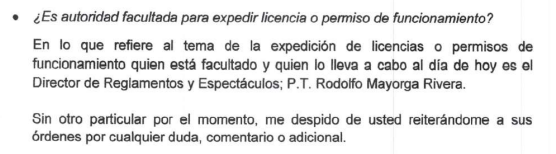 • ¿Es autoridad facultada para expedir licencia o permiso de funcionamiento?
En lo que refiere al tema de la expedición de licencias o permisos de
funcionamiento quien está facultado y quien lo lleva a cabo al día de hoy es el
Director de Reglamentos y Espectáculos; P.T. Rodolfo Mayorga Rivera.
Sin otro particular por el momento, me despido de usted reiterándome a sus
órdenes por cualquier duda, comentario o adicional.